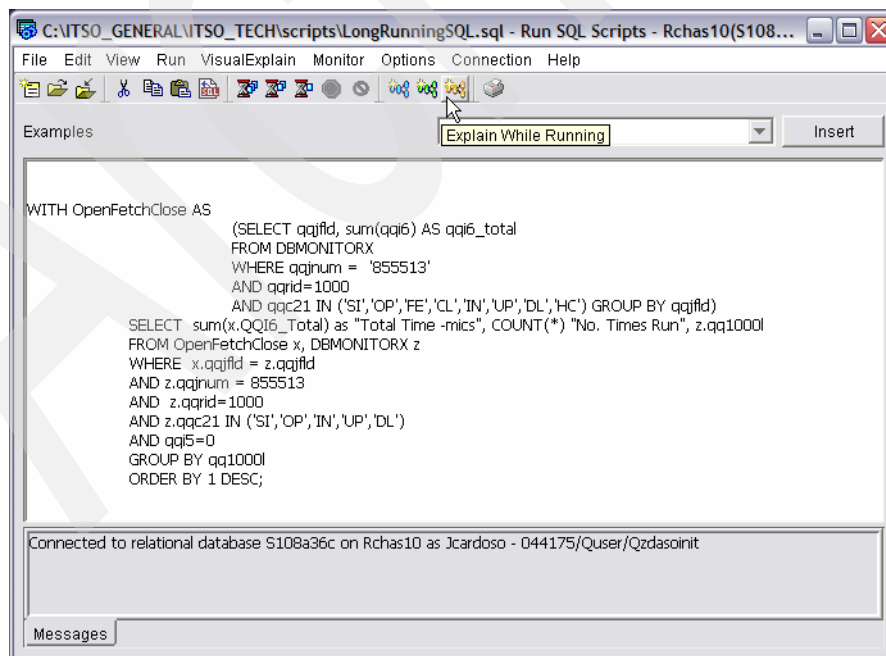 C:\ITSO_GENERAL\ITSO_TECH\scripts\LongRunningSQL.sql - Run SQL Scripts - Rchas10(S108...
File Edit View Run VisualExplain Monitor Options Connection Help
Examples
Explain While Running
Insert
WITH OpenFetchClose AS
(SELECT qqjfld, sum(qqi6) AS qqi6_total
FROM DBMONITORX
WHERE qqjnum = '855513'
AND qqrid=1000
AND qqc21 IN ('SI','OP','FE','CL','IN','UP','DL','HC') GROUP BY qqjfld)
SELECT sum(x.QQI6_Total) as "Total Time -mics", COUNT(*) "No. Times Run", z.qq1000l
FROM OpenFetchClose x, DBMONITORX z
WHERE x.qqjfld = z.qqjfld
AND z.qqjnum = 855513
AND z.qqrid=1000
AND z.qqc21 IN ('SI','OP','IN','UP','DL')
AND qqi5=0
GROUP BY qq1000l
ORDER BY 1 DESC;
Connected to relational database S108a36c on Rchas10 as Jcardoso - 044175/Quser/Qzdasoinit
Messages